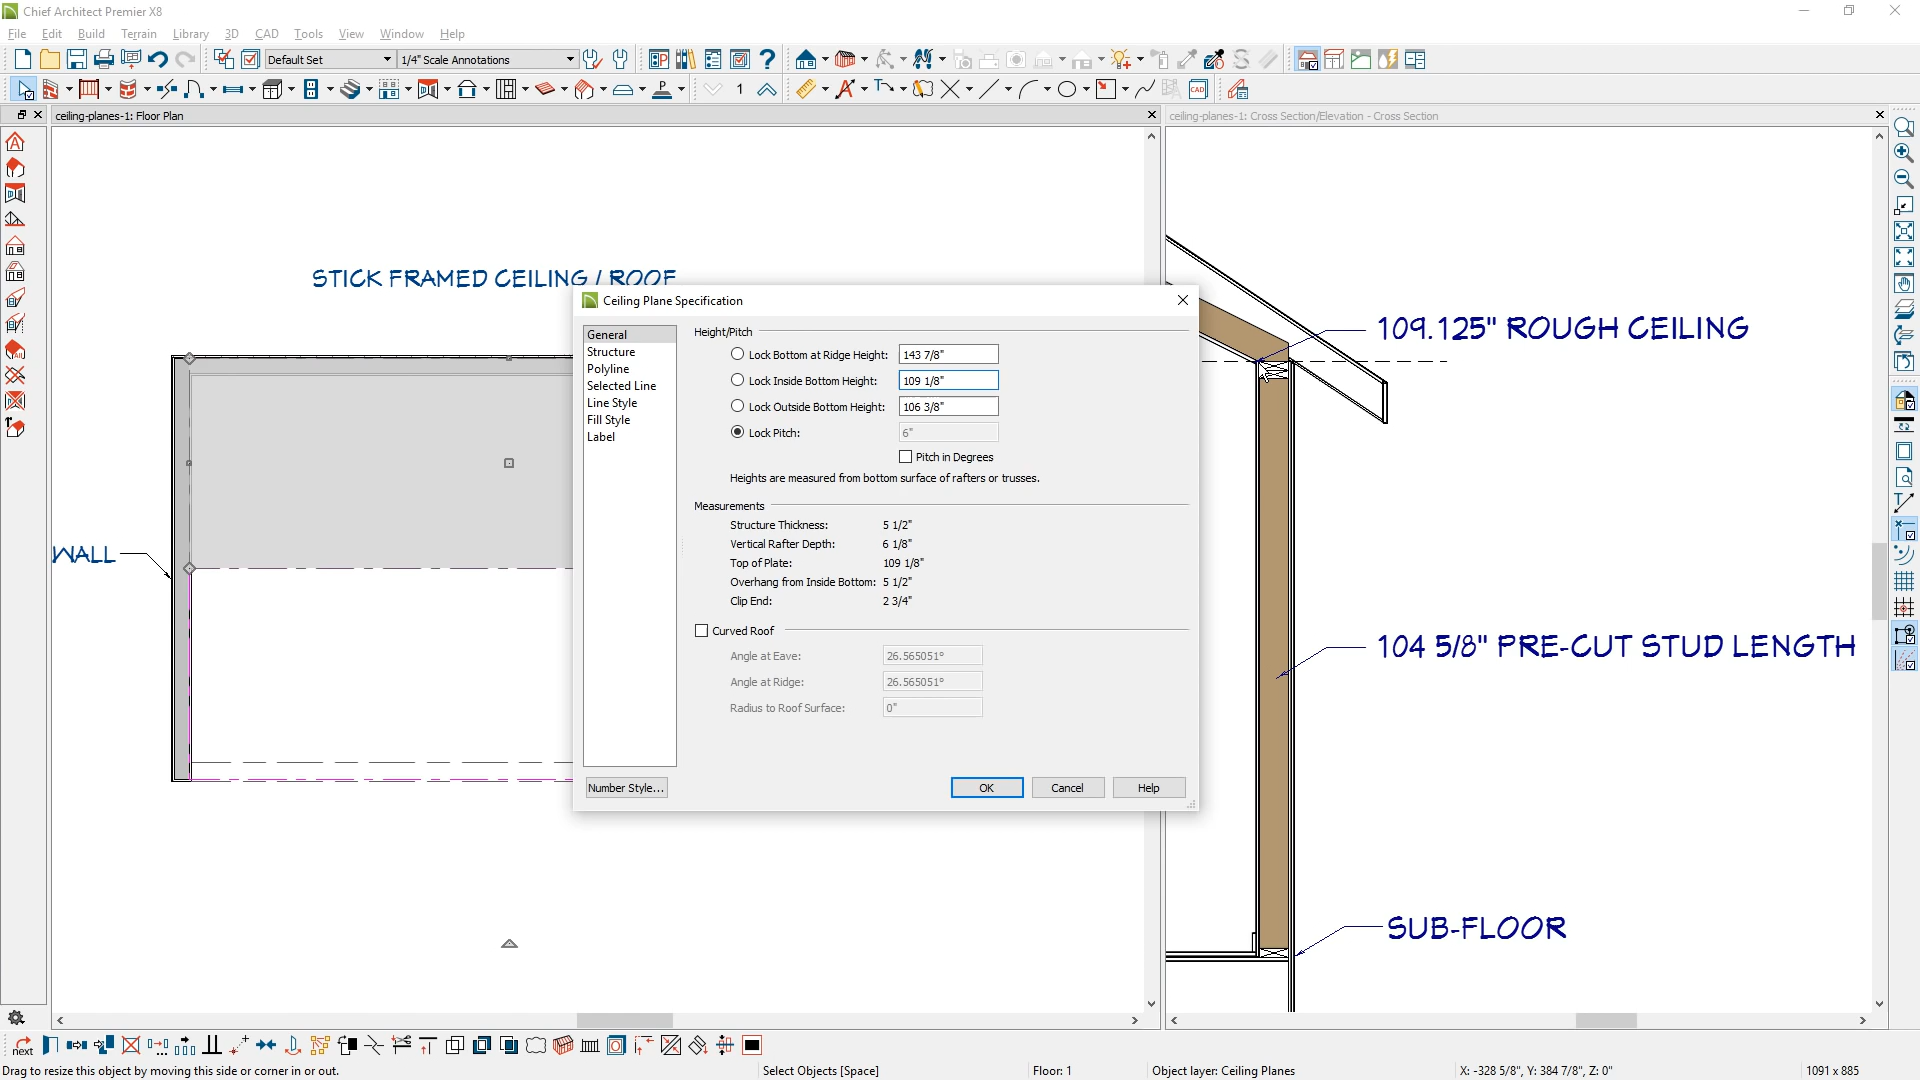 Chief Architect Premier X8
File Edit Build Terrain Library 3D CAD Tools View Window Help
Default Set 1/4" Scale Annotations
1 CAD
ceiling-planes-1: Floor Plan
ceiling-planes-1: Cross Section/Elevation - Cross Section
STICK FRAMED CEILING / ROOF
WALL
109.125" ROUGH CEILING
104 5/8" PRE-CUT STUD LENGTH
SUB-FLOOR
Ceiling Plane Specification
General
Structure
Polyline
Selected Line
Line Style
Fill Style
Label
Height/Pitch
Lock Bottom at Ridge Height: 143 7/8"
Lock Inside Bottom Height: 109 1/8"
Lock Outside Bottom Height: 106 3/8"
Lock Pitch: 6"
Pitch in Degrees
Heights are measured from bottom surface of rafters or trusses.
Measurements
Structure Thickness: 5 1/2"
Vertical Rafter Depth: 6 1/8"
Top of Plate: 109 1/8"
Overhang from Inside Bottom: 5 1/2"
Clip End: 2 3/4"
Curved Roof
Angle at Eave: 26.565051°
Angle at Ridge: 26.565051°
Radius to Roof Surface: 0"
Number Style... OK Cancel Help
next
Drag to resize this object by moving this side or corner in or out. Select Objects [Space] Floor: 1 Object layer: Ceiling Planes X: -328 5/8", Y: 384 7/8", Z: 0" 1091 x 885